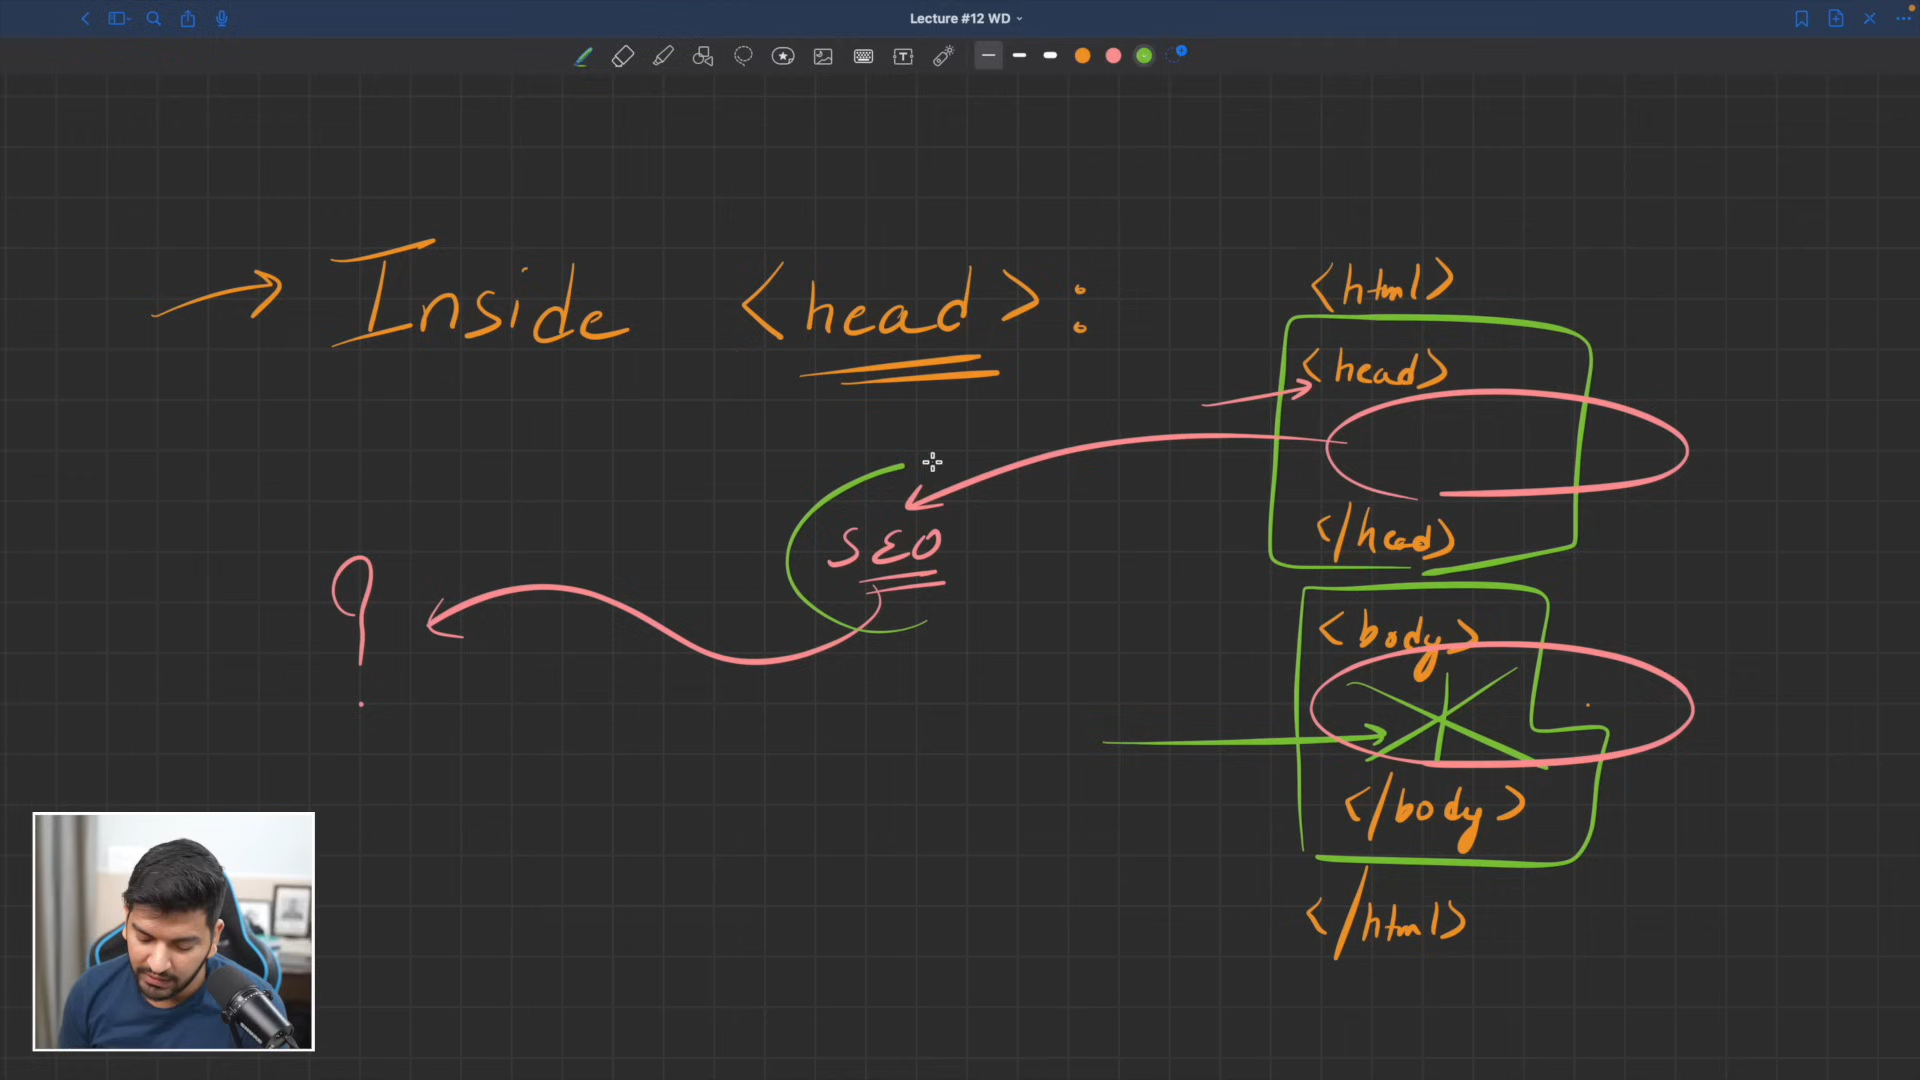 Lecture #12 WD
T
→ Inside <head>:
<html>
<head>
</head>
SEO
?
<body>
</body>
</html>